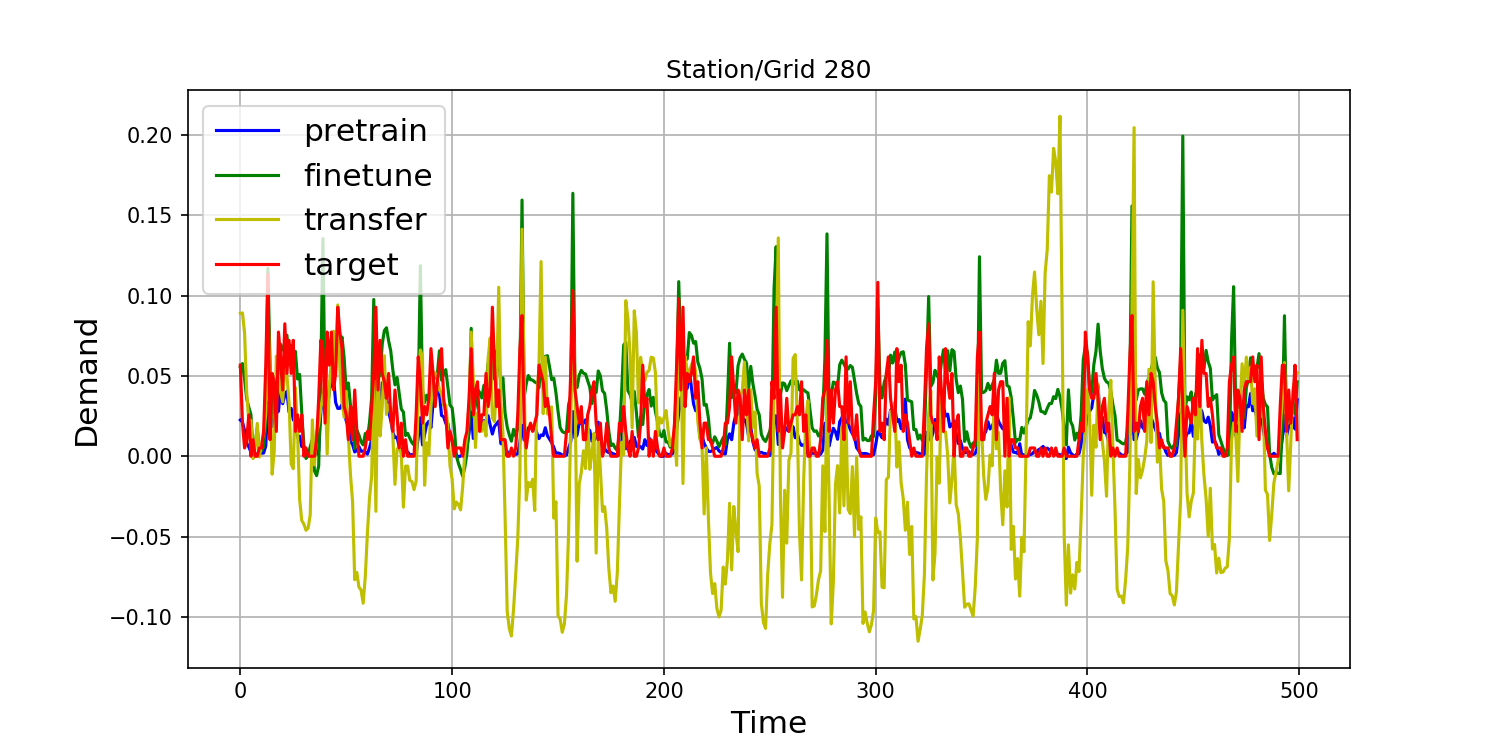 Station/Grid 280
pretrain
finetune
transfer
target
0.20
0.15
0.10
0.05
0.00
−0.05
−0.10
Demand
0 100 200 300 400 500
Time